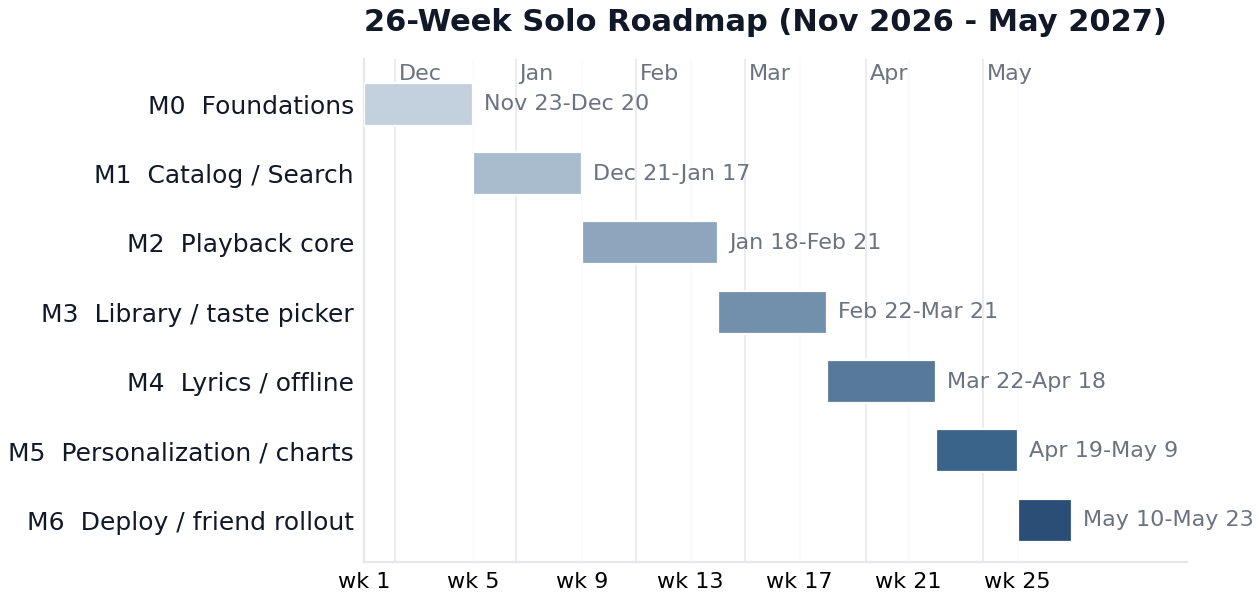 26-Week Solo Roadmap (Nov 2026 - May 2027)
Dec Jan Feb Mar Apr May
M0 Foundations Nov 23-Dec 20
M1 Catalog / Search Dec 21-Jan 17
M2 Playback core Jan 18-Feb 21
M3 Library / taste picker Feb 22-Mar 21
M4 Lyrics / offline Mar 22-Apr 18
M5 Personalization / charts Apr 19-May 9
M6 Deploy / friend rollout May 10-May 23
wk 1 wk 5 wk 9 wk 13 wk 17 wk 21 wk 25